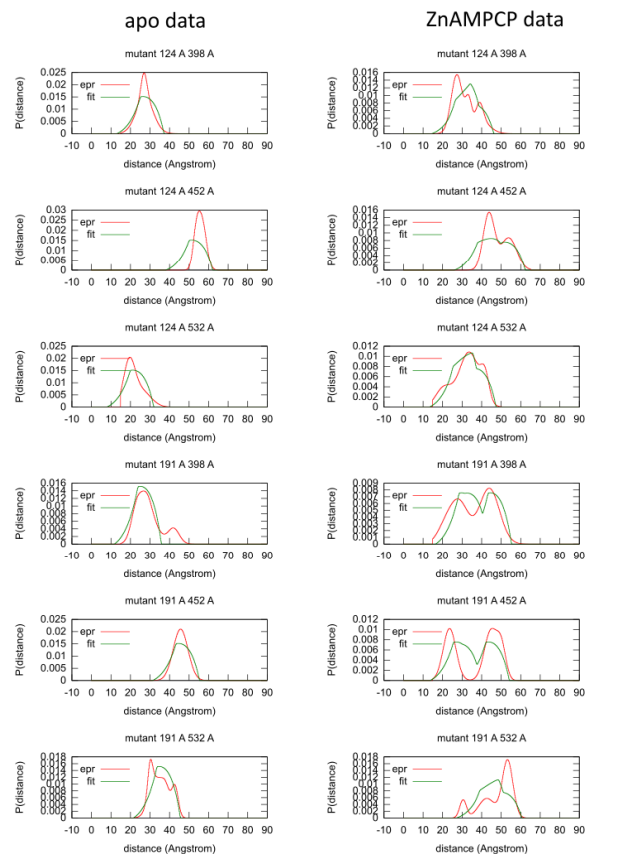 apo data
ZnAMPCP data
mutant 124 A 398 A
P(distance)
0.025
0.02
0.015
0.01
0.005
0
epr
fit
-10 0 10 20 30 40 50 60 70 80 90
distance (Angstrom)
mutant 124 A 398 A
P(distance)
0.016
0.014
0.012
0.01
0.008
0.006
0.004
0.002
0
epr
fit
-10 0 10 20 30 40 50 60 70 80 90
distance (Angstrom)
mutant 124 A 452 A
P(distance)
0.03
0.025
0.02
0.015
0.01
0.005
0
epr
fit
-10 0 10 20 30 40 50 60 70 80 90
distance (Angstrom)
mutant 124 A 452 A
P(distance)
0.016
0.014
0.012
0.01
0.008
0.006
0.004
0.002
0
epr
fit
-10 0 10 20 30 40 50 60 70 80 90
distance (Angstrom)
mutant 124 A 532 A
P(distance)
0.025
0.02
0.015
0.01
0.005
0
epr
fit
-10 0 10 20 30 40 50 60 70 80 90
distance (Angstrom)
mutant 124 A 532 A
P(distance)
0.012
0.01
0.008
0.006
0.004
0.002
0
epr
fit
-10 0 10 20 30 40 50 60 70 80 90
distance (Angstrom)
mutant 191 A 398 A
P(distance)
0.016
0.014
0.012
0.01
0.008
0.006
0.004
0.002
0
epr
fit
-10 0 10 20 30 40 50 60 70 80 90
distance (Angstrom)
mutant 191 A 398 A
P(distance)
0.009
0.008
0.007
0.006
0.005
0.004
0.003
0.002
0.001
0
epr
fit
-10 0 10 20 30 40 50 60 70 80 90
distance (Angstrom)
mutant 191 A 452 A
P(distance)
0.025
0.02
0.015
0.01
0.005
0
epr
fit
-10 0 10 20 30 40 50 60 70 80 90
distance (Angstrom)
mutant 191 A 452 A
P(distance)
0.012
0.01
0.008
0.006
0.004
0.002
0
epr
fit
-10 0 10 20 30 40 50 60 70 80 90
distance (Angstrom)
mutant 191 A 532 A
P(distance)
0.018
0.016
0.014
0.012
0.01
0.008
0.006
0.004
0.002
0
epr
fit
-10 0 10 20 30 40 50 60 70 80 90
distance (Angstrom)
mutant 191 A 532 A
P(distance)
0.018
0.016
0.014
0.012
0.01
0.008
0.006
0.004
0.002
0
epr
fit
-10 0 10 20 30 40 50 60 70 80 90
distance (Angstrom)